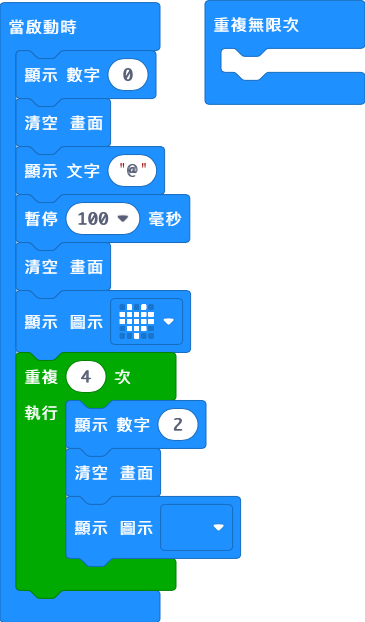 當啟動時
顯示 數字 0
清空 畫面
顯示 文字 "@"
暫停 100 毫秒
清空 畫面
顯示 圖示
重複 4 次
執行
顯示 數字 2
清空 畫面
顯示 圖示
重複無限次